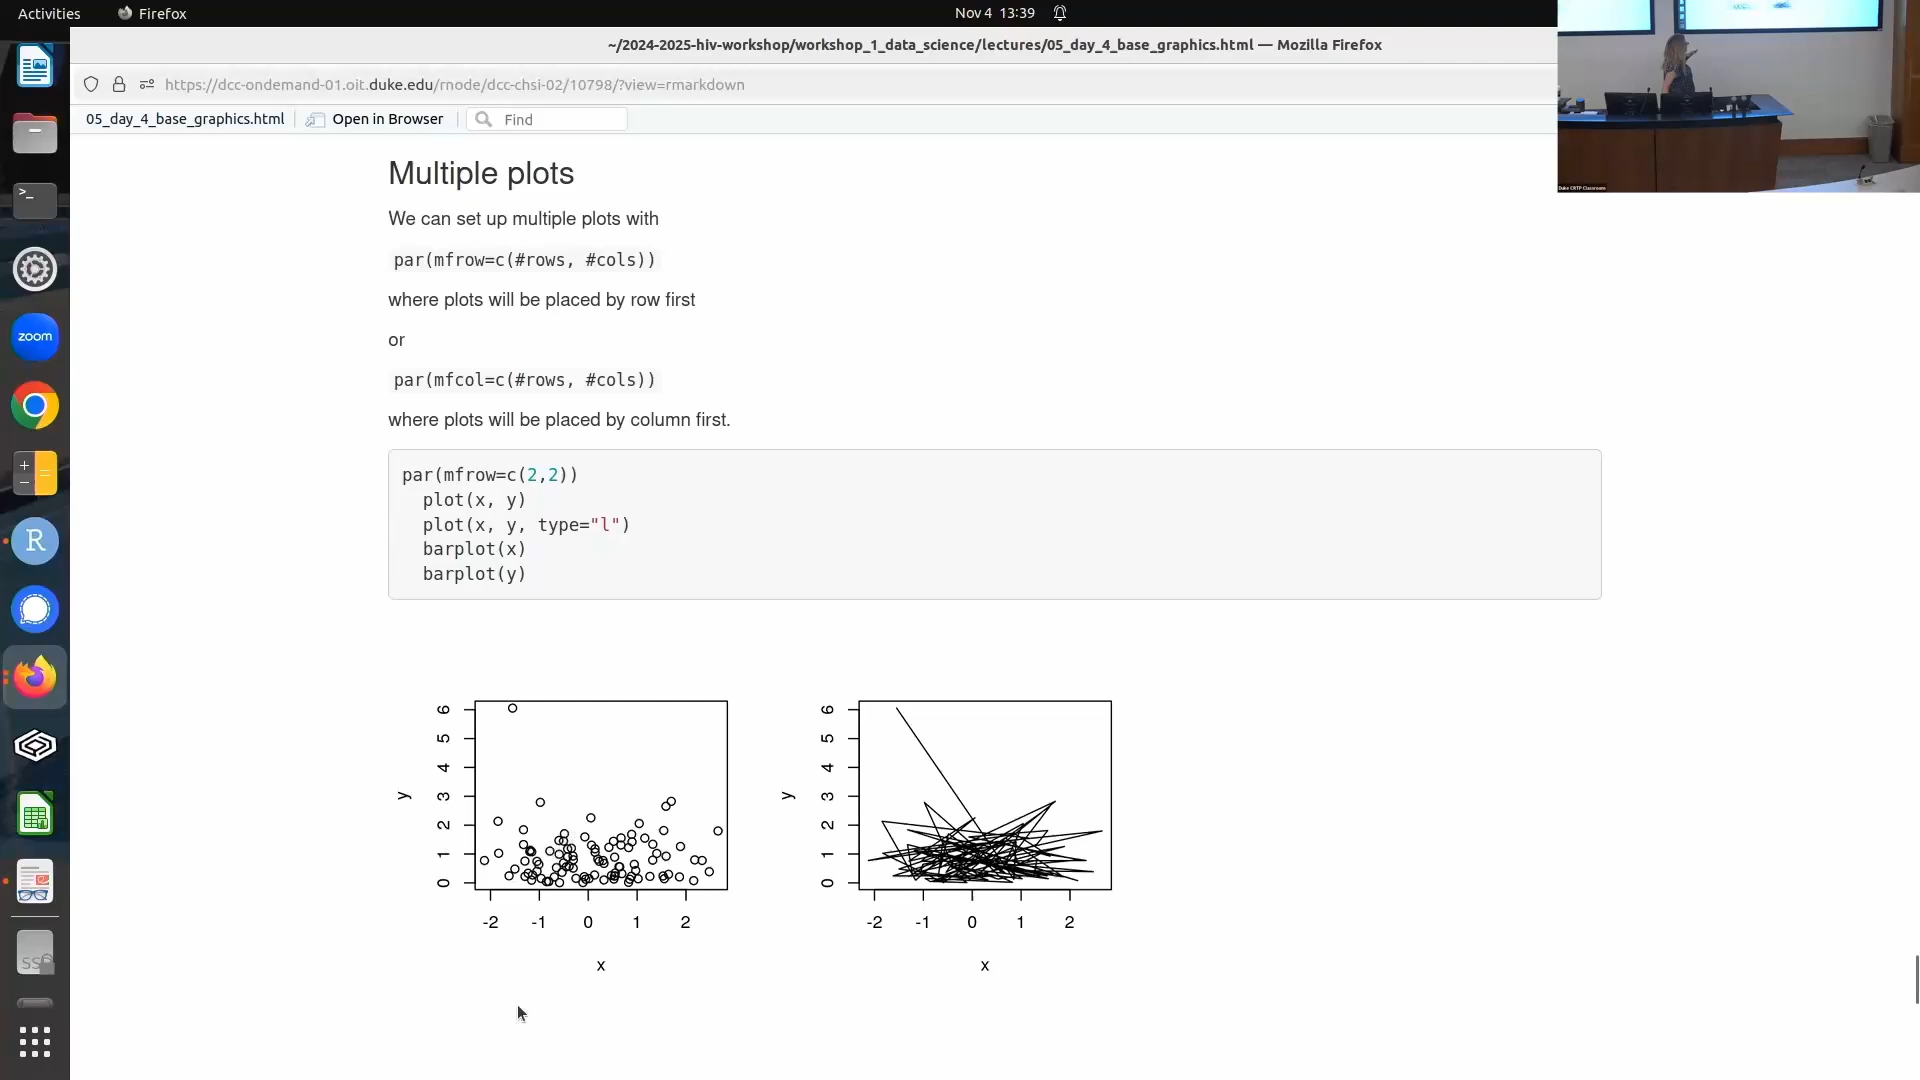 Activities
Firefox
Nov 4 13:39
~/2024-2025-hiv-workshop/workshop_1_data_science/lectures/05_day_4_base_graphics.html — Mozilla Firefox
https://dcc-ondemand-01.oit.duke.edu/rnode/dcc-chsi-02/10798/?view=rmarkdown
05_day_4_base_graphics.html
Open in Browser
Find
Duke CRTP Classroom
zoom
R
SS
Multiple plots
We can set up multiple plots with
par(mfrow=c(#rows, #cols))
where plots will be placed by row first
or
par(mfcol=c(#rows, #cols))
where plots will be placed by column first.
par(mfrow=c(2,2))
plot(x, y)
plot(x, y, type="l")
barplot(x)
barplot(y)
y
0 1 2 3 4 5 6
-2 -1 0 1 2
x
y
0 1 2 3 4 5 6
-2 -1 0 1 2
x